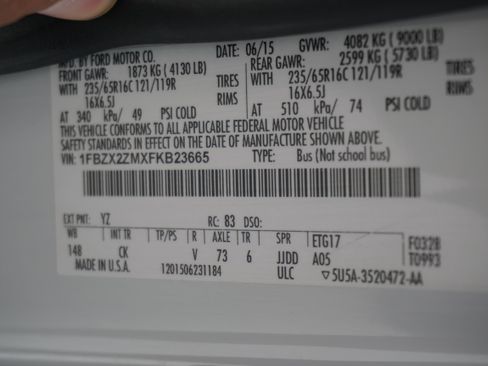 MFD. BY FORD MOTOR CO. DATE: 06/15 GVWR: 4082 KG ( 9000 LB)
FRONT GAWR: 1873 KG ( 4130 LB) REAR GAWR: 2599 KG ( 5730 LB)
WITH 235/65R16C 121/119R TIRES WITH 235/65R16C 121/119R TIRES
16X6.5J RIMS 16X6.5J RIMS
AT 340 kPa/ 49 PSI COLD AT 510 kPa/ 74 PSI COLD
THIS VEHICLE CONFORMS TO ALL APPLICABLE FEDERAL MOTOR VEHICLE
SAFETY STANDARDS IN EFFECT ON THE DATE OF MANUFACTURE SHOWN ABOVE.
VIN: 1FBZX2ZMXFKB23665 TYPE: Bus (Not school bus)
EXT PNT: YZ RC: 83 DSO:
WB INT TR TP/PS R AXLE TR SPR ETG17 F0328
148 CK V 73 6 JJDD A05 T0993
MADE IN U.S.A. 1201506231184 ULC ▽5U5A-3520472-AA